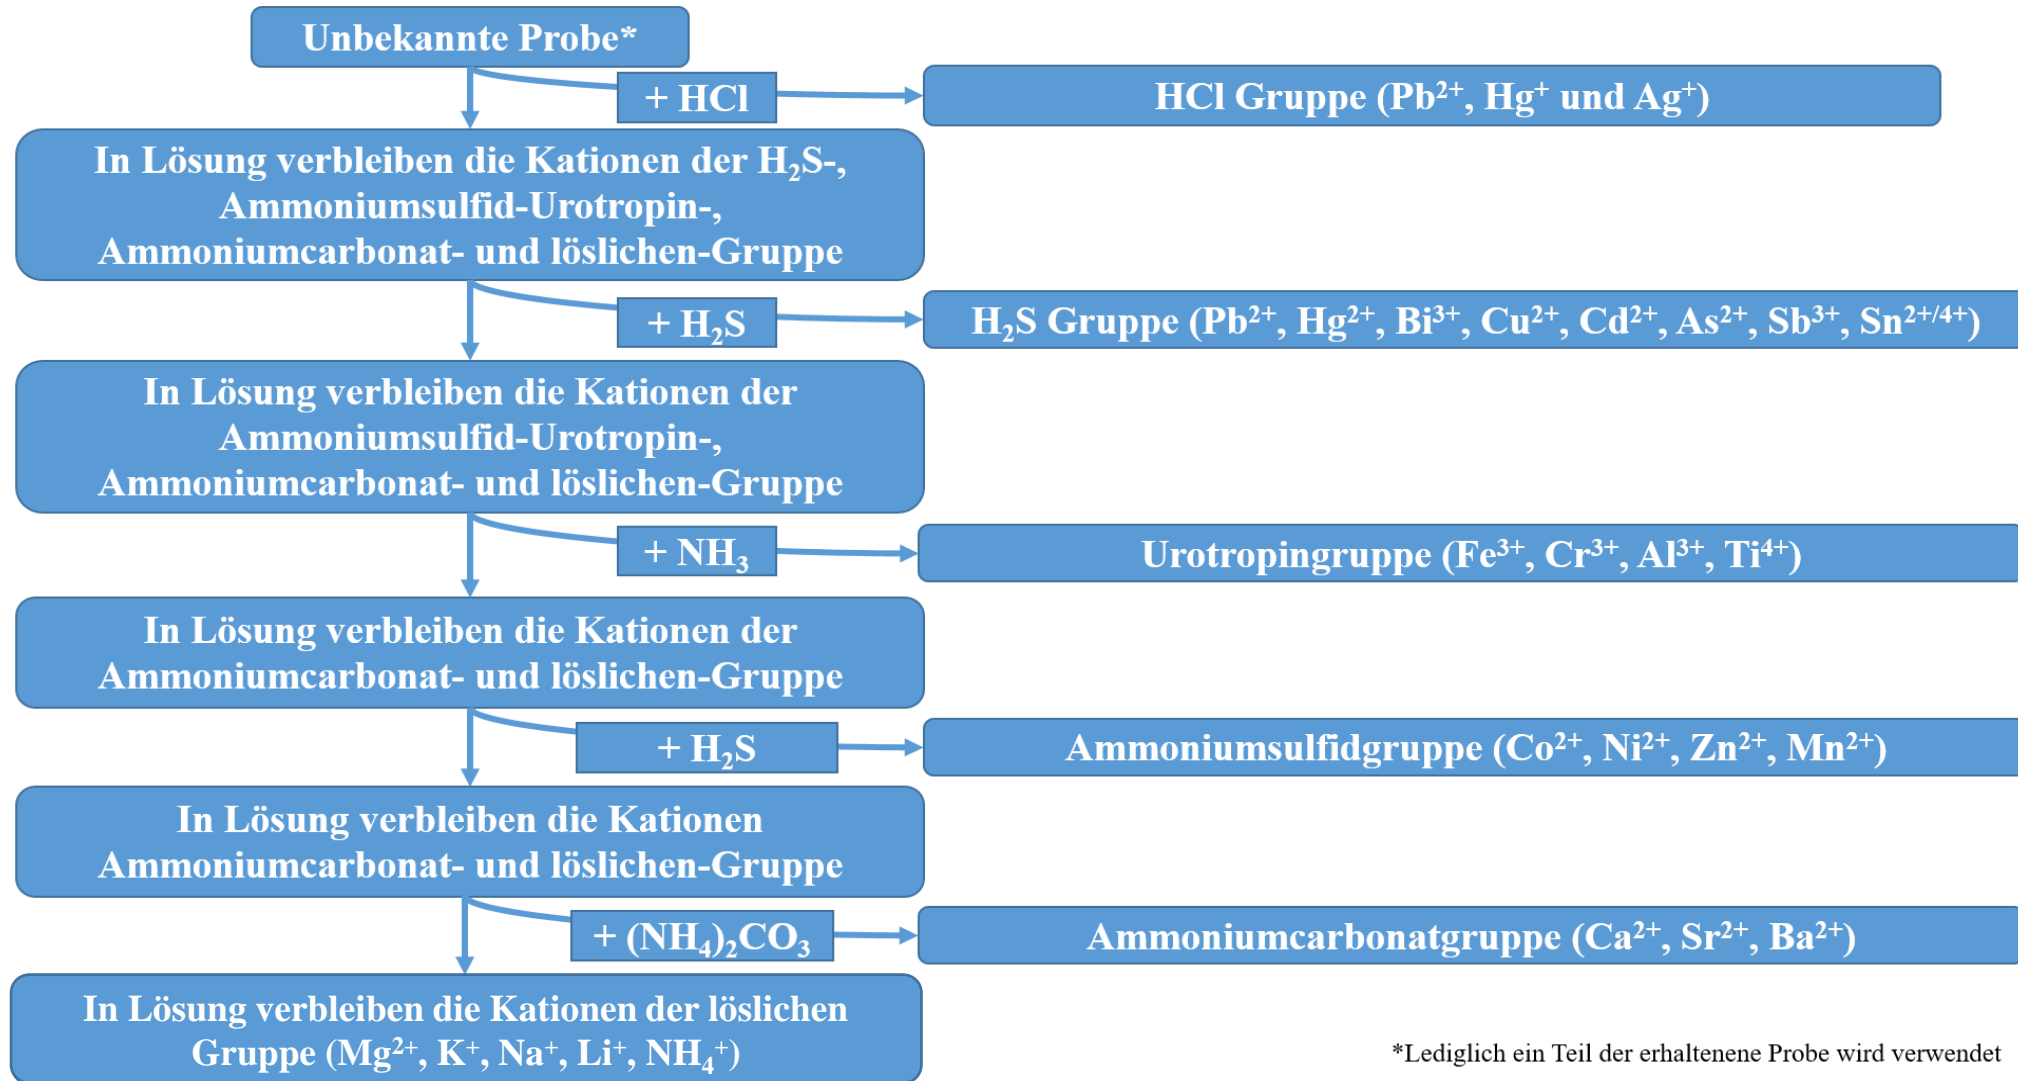 Unbekannte Probe*
+ HCl
HCl Gruppe (Pb²⁺, Hg⁺ und Ag⁺)
In Lösung verbleiben die Kationen der H₂S-,
Ammoniumsulfid-Urotropin-,
Ammoniumcarbonat- und löslichen-Gruppe
+ H₂S
H₂S Gruppe (Pb²⁺, Hg²⁺, Bi³⁺, Cu²⁺, Cd²⁺, As²⁺, Sb³⁺, Sn²⁺/⁴⁺)
In Lösung verbleiben die Kationen der
Ammoniumsulfid-Urotropin-,
Ammoniumcarbonat- und löslichen-Gruppe
+ NH₃
Urotropingruppe (Fe³⁺, Cr³⁺, Al³⁺, Ti⁴⁺)
In Lösung verbleiben die Kationen der
Ammoniumcarbonat- und löslichen-Gruppe
+ H₂S
Ammoniumsulfidgruppe (Co²⁺, Ni²⁺, Zn²⁺, Mn²⁺)
In Lösung verbleiben die Kationen
Ammoniumcarbonat- und löslichen-Gruppe
+ (NH₄)₂CO₃
Ammoniumcarbonatgruppe (Ca²⁺, Sr²⁺, Ba²⁺)
In Lösung verbleiben die Kationen der löslichen
Gruppe (Mg²⁺, K⁺, Na⁺, Li⁺, NH₄⁺)
*Lediglich ein Teil der erhaltenene Probe wird verwendet